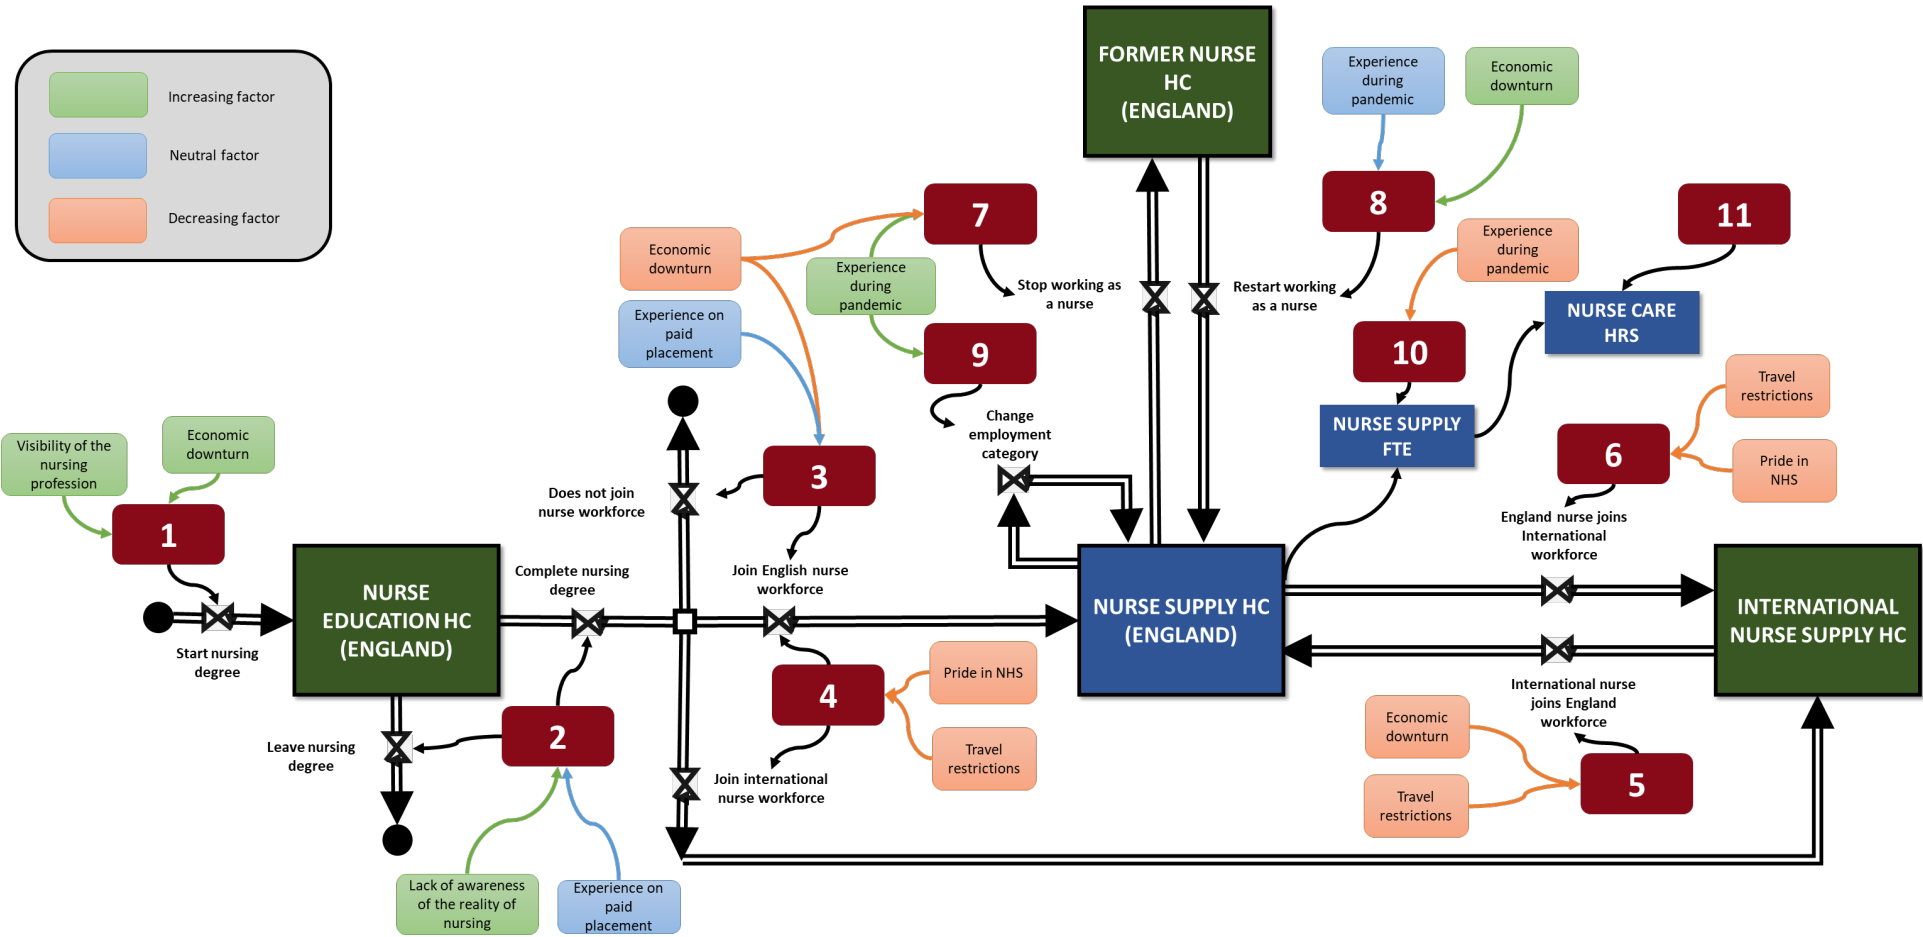 Increasing factor
Neutral factor
Decreasing factor
FORMER NURSE
HC
(ENGLAND)
Experience
during
pandemic
Economic
downturn
7
8
11
Economic
downturn
Experience
during
pandemic
Experience
during
pandemic
Stop working as
a nurse
Restart working
as a nurse
NURSE CARE
HRS
Experience on
paid
placement
9
10
Travel
restrictions
Change
employment
category
NURSE SUPPLY
FTE
Visibility of the
nursing
profession
Economic
downturn
3
6
Pride in
NHS
Does not join
nurse workforce
England nurse joins
International
workforce
1
Join English nurse
workforce
Complete nursing
degree
NURSE
EDUCATION HC
(ENGLAND)
NURSE SUPPLY HC
(ENGLAND)
INTERNATIONAL
NURSE SUPPLY HC
Start nursing
degree
4
Pride in NHS
International nurse
joins England
workforce
2
Leave nursing
degree
Travel
restrictions
Economic
downturn
Join international
nurse workforce
5
Travel
restrictions
Lack of awareness
of the reality of
nursing
Experience on
paid
placement